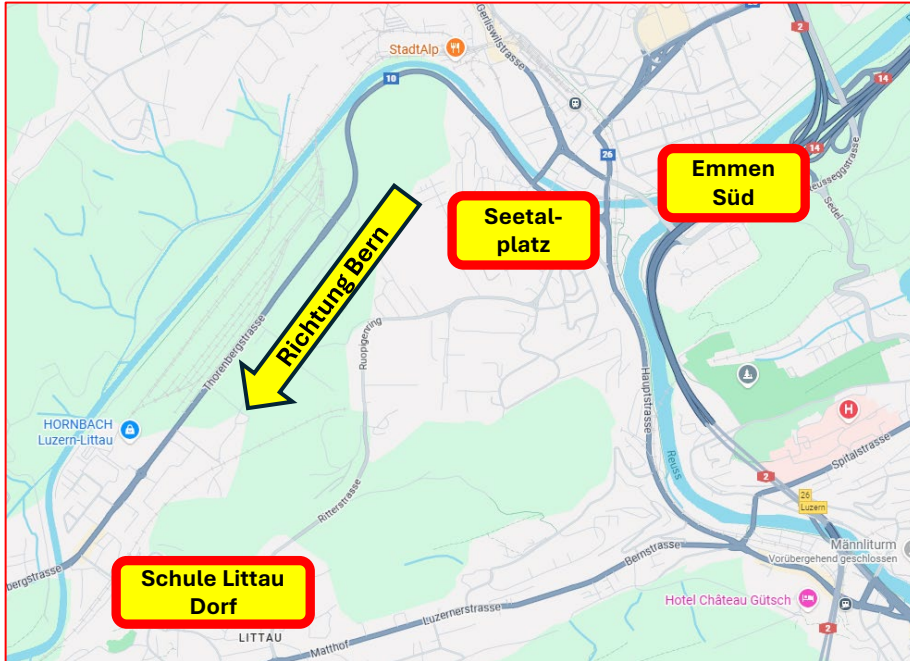 StadtAlp
Gerliswilstrasse
2
10
14
26
14
Reusseggstrasse
Sedel
Emmen
Süd
Seetal-
platz
Richtung Bern
Thorenbergstrasse
Ruopigenring
Hauptstrasse
HORNBACH
Luzern-Littau
H
Reuss
Spitalstrasse
2
26
Luzern
Ritterstrasse
Männliturm
Vorübergehend geschlossen
bergstrasse
Bernstrasse
Schule Littau
Dorf
Luzernerstrasse
Hotel Château Gütsch
LITTAU
Matthof
2